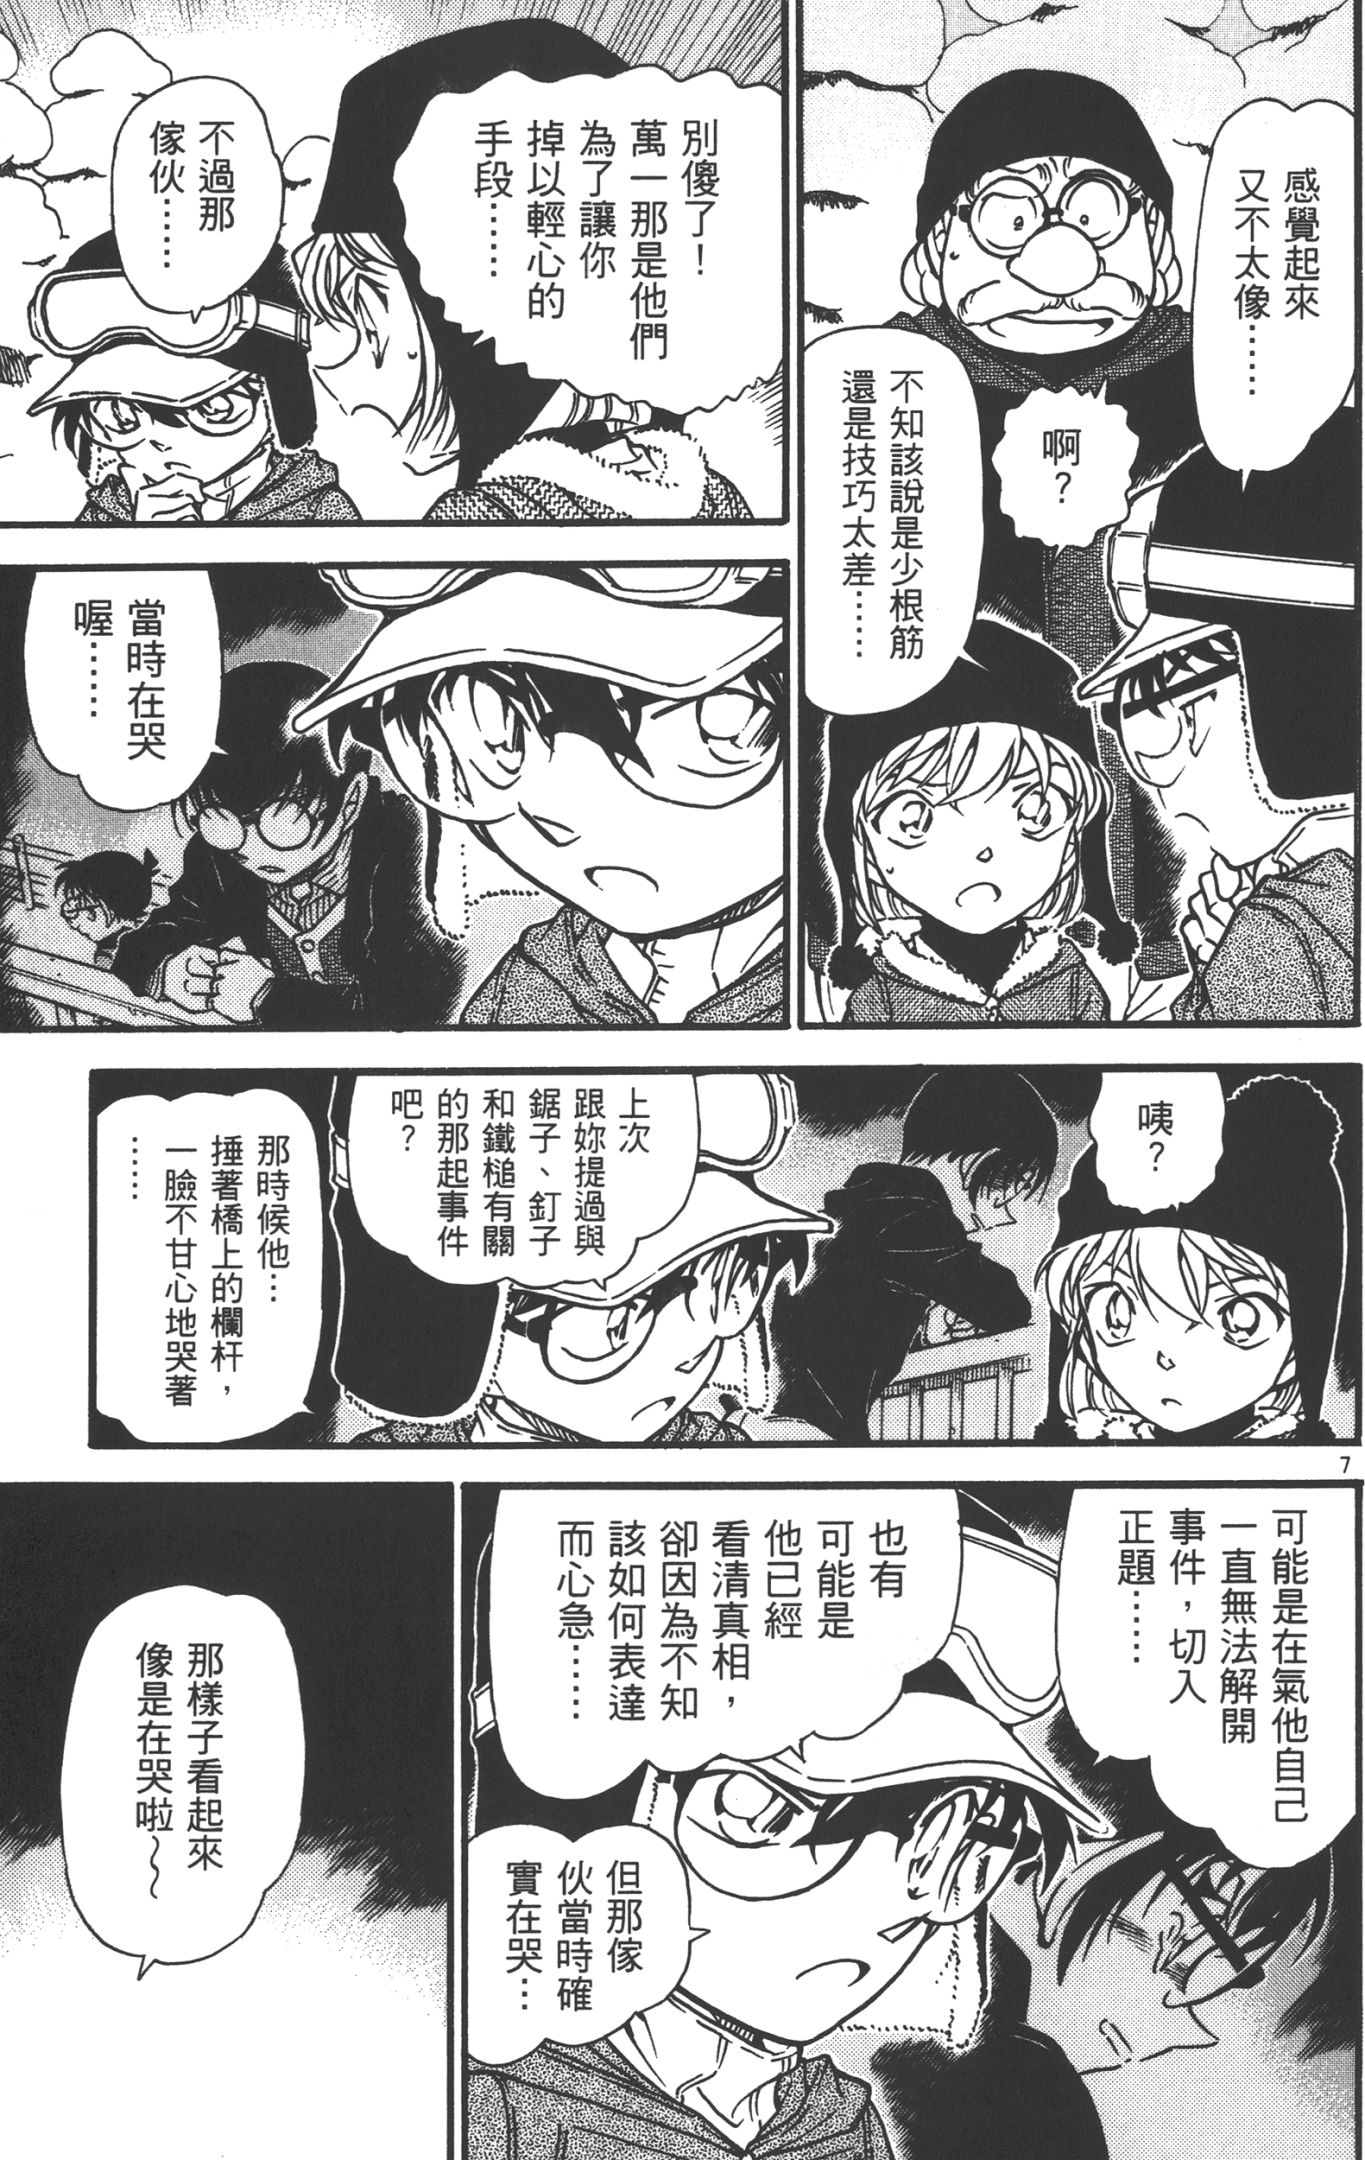 感覺起來
又不太像……
啊？
不知該說是少根筋
還是技巧太差……
別傻了！
萬一那是他們
為了讓你
掉以輕心的
手段……
不過那
傢伙……
當時在哭
喔……
咦？
上次
跟妳提過與
鋸子、釘子
和鐵槌有關
的那起事件
吧？
那時候他…
捶著橋上的欄杆，
一臉不甘心地哭著
……
7
可能是在氣他自己
一直無法解開
事件，切入
正題……
也有
可能是
他已經
看清真相，
卻因為不知
該如何表達
而心急……
但那傢
伙當時確
實在哭…
那樣子看起來
像是在哭啦～